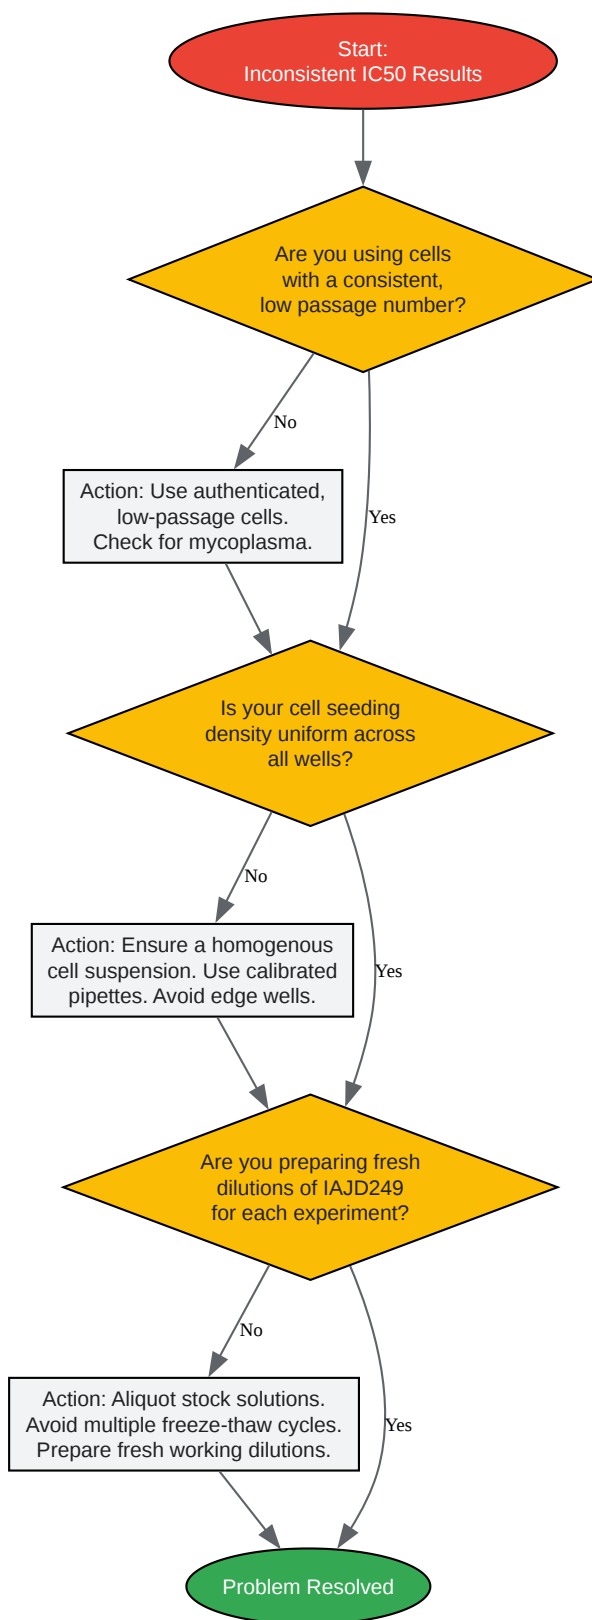 Start:
Inconsistent IC50 Results
Are you using cells
with a consistent,
low passage number?
No
Yes
Action: Use authenticated,
low-passage cells.
Check for mycoplasma.
Is your cell seeding
density uniform across
all wells?
No
Yes
Action: Ensure a homogenous
cell suspension. Use calibrated
pipettes. Avoid edge wells.
Are you preparing fresh
dilutions of IAJD249
for each experiment?
No
Yes
Action: Aliquot stock solutions.
Avoid multiple freeze-thaw cycles.
Prepare fresh working dilutions.
Problem Resolved